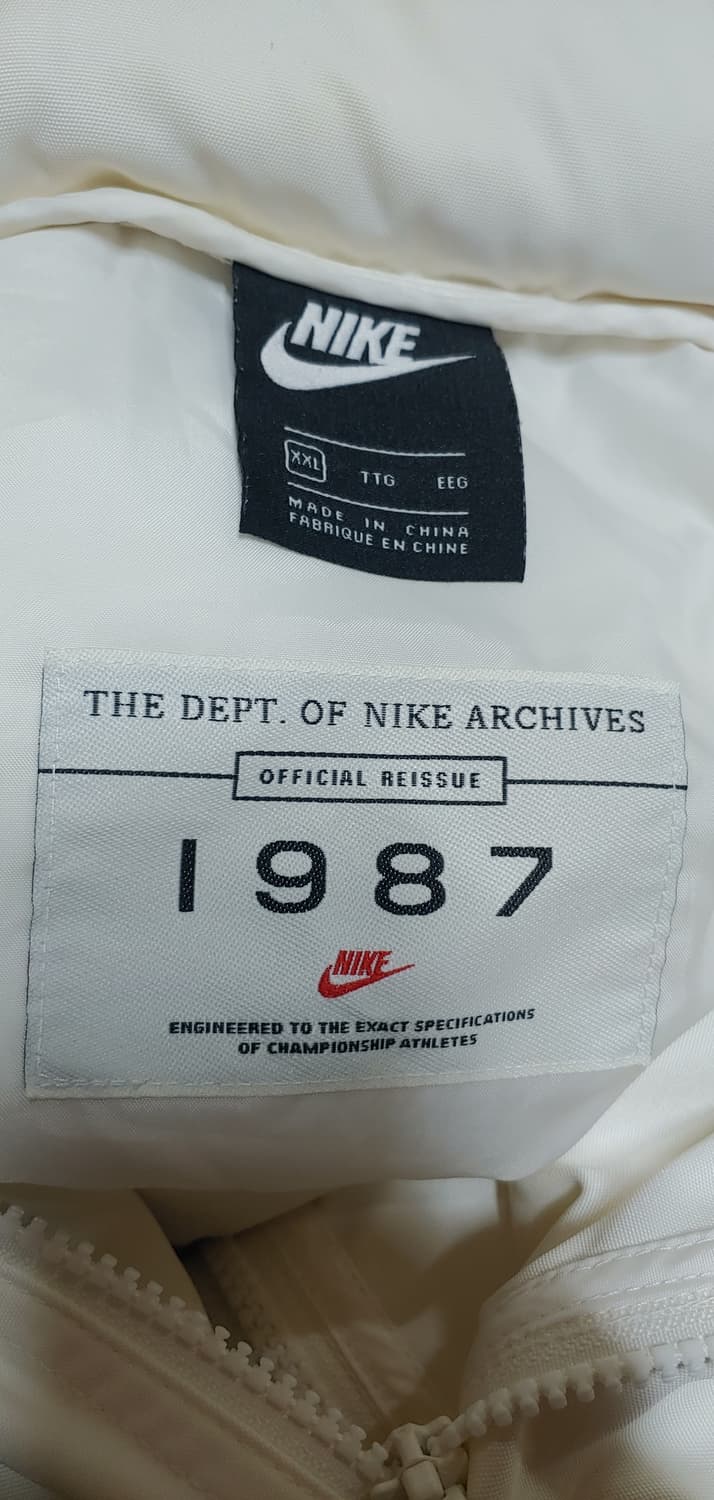 NIKE
XXL TTG EEG
MADE IN CHINA
FABRIQUE EN CHINE
THE DEPT. OF NIKE ARCHIVES
OFFICIAL REISSUE
1987
NIKE
ENGINEERED TO THE EXACT SPECIFICATIONS
OF CHAMPIONSHIP ATHLETES